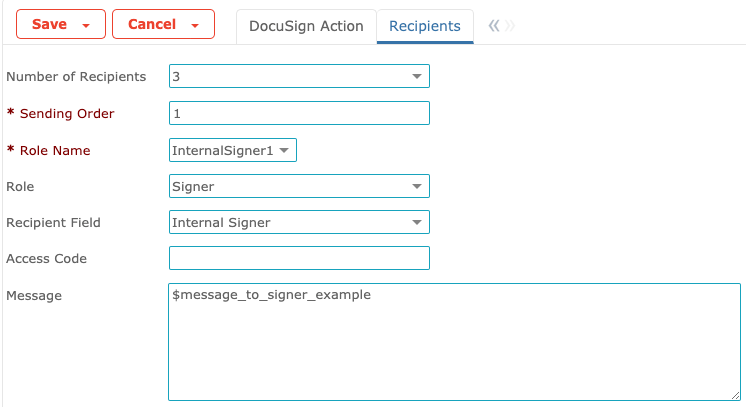 Save Cancel DocuSign Action Recipients
Number of Recipients 3
* Sending Order 1
* Role Name InternalSigner1
Role Signer
Recipient Field Internal Signer
Access Code
Message $message_to_signer_example